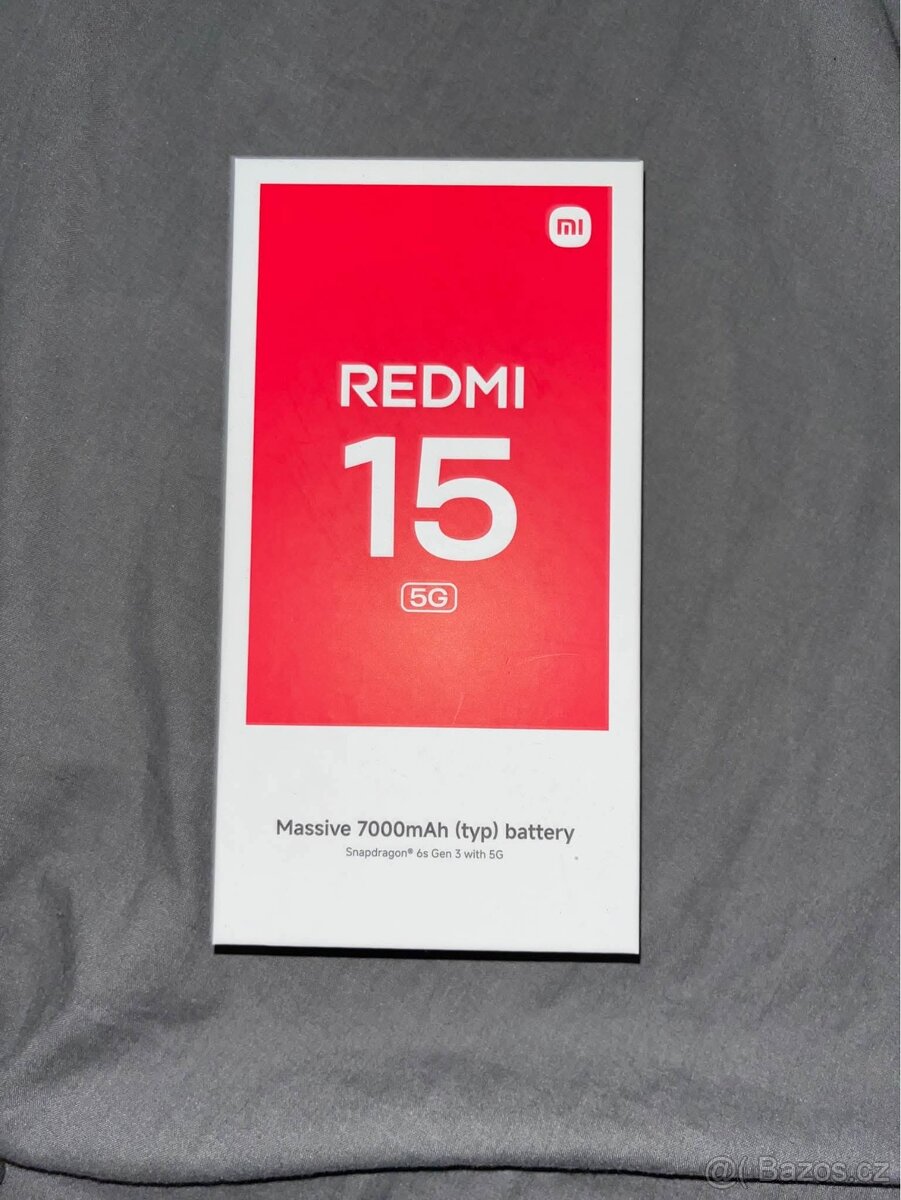 mi
REDMI
15
5G
Massive 7000mAh (typ) battery
Snapdragon® 6s Gen 3 with 5G
@( Bazos.cz